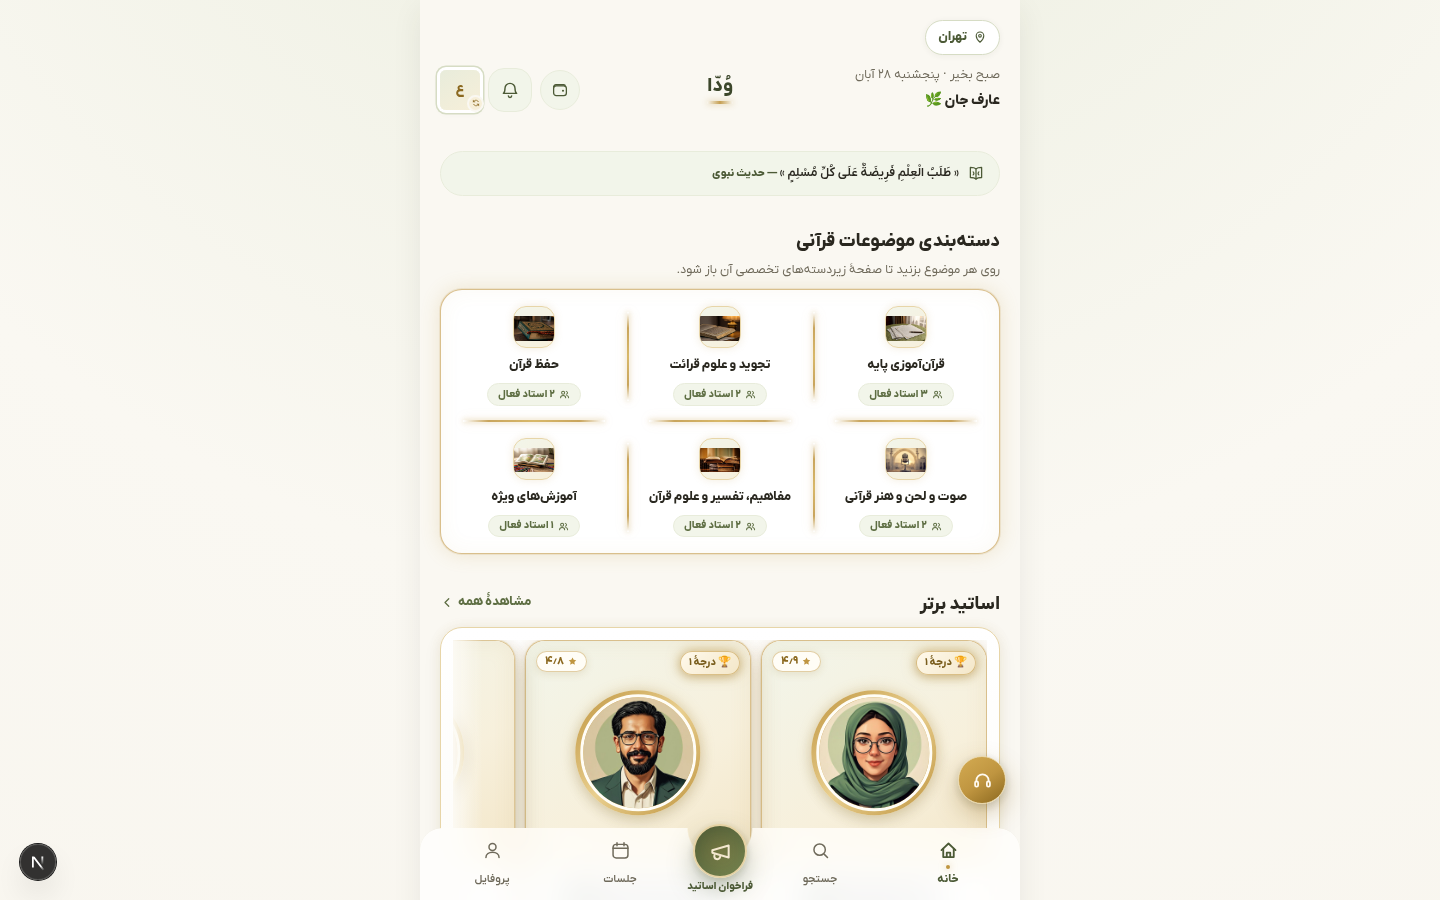 تهران
صبح بخیر · پنجشنبه ۲۸ آبان
عارف جان
وُدّا
ع
« طَلَبُ الْعِلْمِ فَرِيضَةٌ عَلَى كُلِّ مُسْلِمٍ » — حدیث نبوی
دسته‌بندی موضوعات قرآنی
روی هر موضوع بزنید تا صفحهٔ زیردسته‌های تخصصی آن باز شود.
قرآن‌آموزی پایه
۳ استاد فعال
تجوید و علوم قرائت
۲ استاد فعال
حفظ قرآن
۲ استاد فعال
صوت و لحن و هنر قرآنی
۲ استاد فعال
مفاهیم، تفسیر و علوم قرآن
۲ استاد فعال
آموزش‌های ویژه
۱ استاد فعال
اساتید برتر
مشاهدهٔ همه
درجهٔ ۱
۴٫۹
درجهٔ ۱
۴٫۸
خانه
جستجو
فراخوان اساتید
جلسات
پروفایل
N